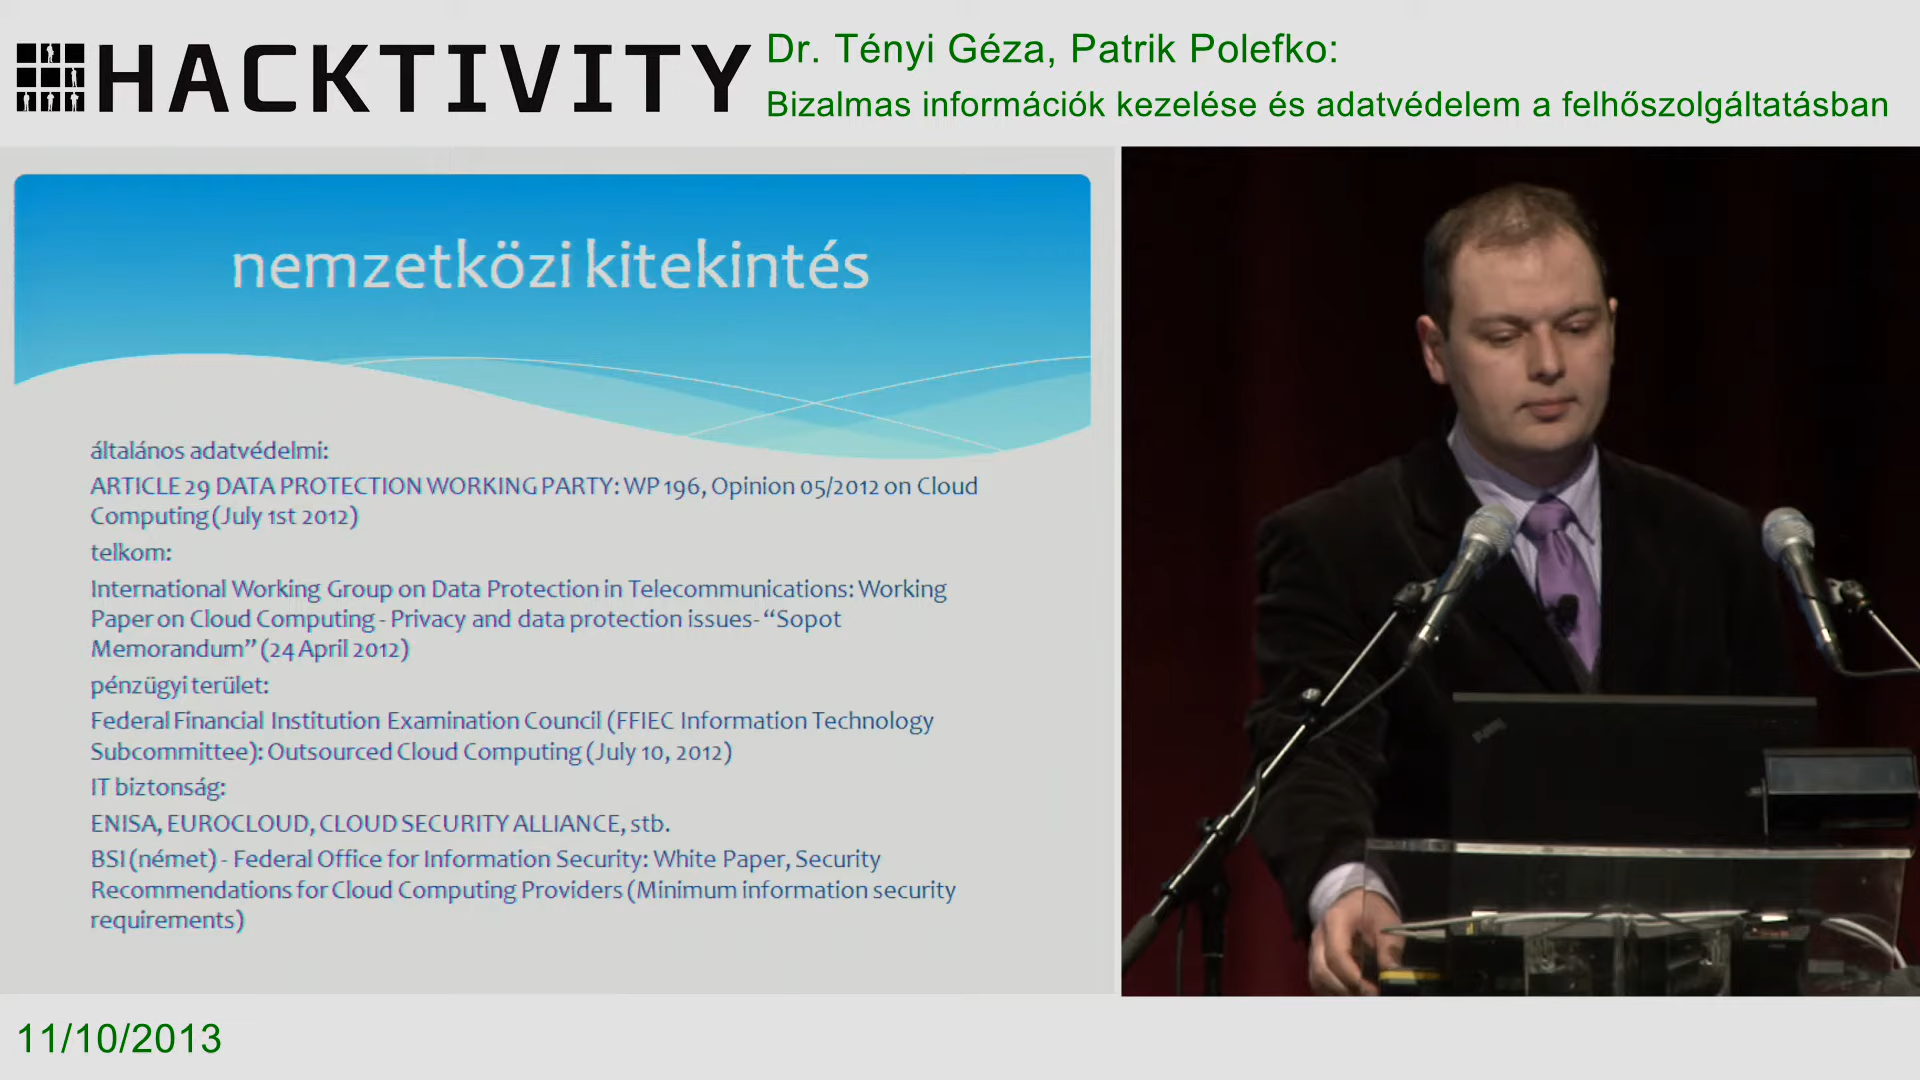 HACKTIVITY
Dr. Tényi Géza, Patrik Polefko:
Bizalmas információk kezelése és adatvédelem a felhőszolgáltatásban
nemzetközi kitekintés
általános adatvédelmi:
ARTICLE 29 DATA PROTECTION WORKING PARTY: WP 196, Opinion 05/2012 on Cloud
Computing (July 1st 2012)
telkom:
International Working Group on Data Protection in Telecommunications: Working
Paper on Cloud Computing - Privacy and data protection issues- “Sopot
Memorandum” (24 April 2012)
pénzügyi terület:
Federal Financial Institution Examination Council (FFIEC Information Technology
Subcommittee): Outsourced Cloud Computing (July 10, 2012)
IT biztonság:
ENISA, EUROCLOUD, CLOUD SECURITY ALLIANCE, stb.
BSI (német) - Federal Office for Information Security: White Paper, Security
Recommendations for Cloud Computing Providers (Minimum information security
requirements)
11/10/2013